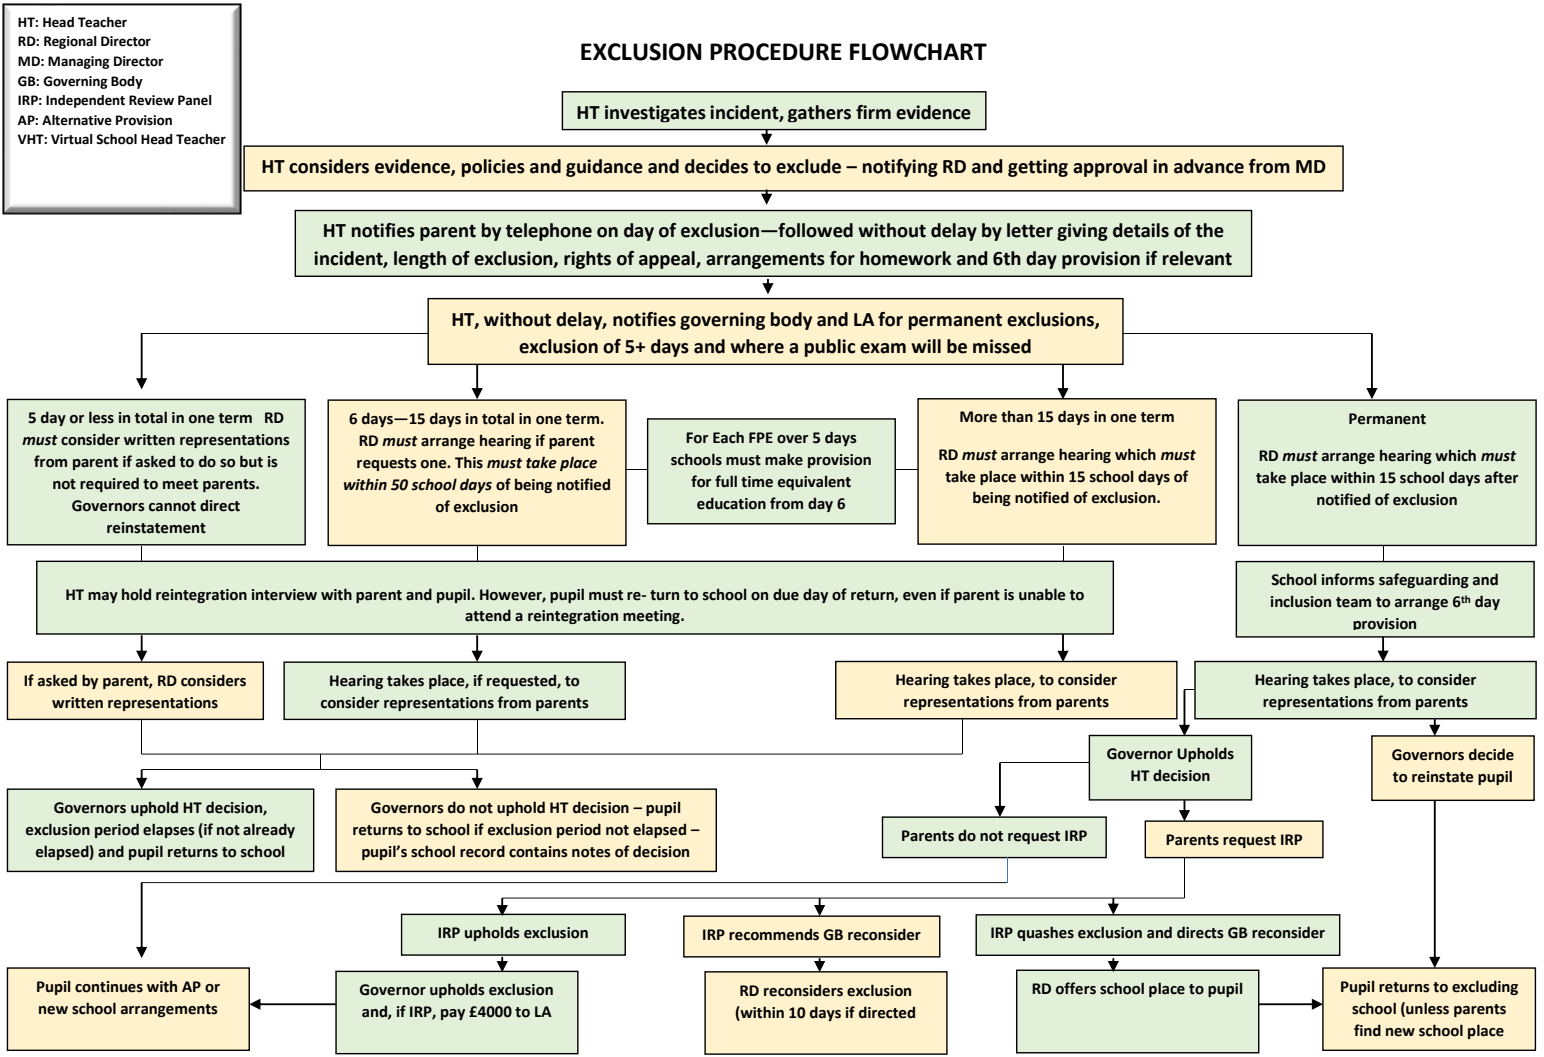 HT: Head Teacher
RD: Regional Director
MD: Managing Director
GB: Governing Body
IRP: Independent Review Panel
AP: Alternative Provision
VHT: Virtual School Head Teacher
EXCLUSION PROCEDURE FLOWCHART
HT investigates incident, gathers firm evidence
HT considers evidence, policies and guidance and decides to exclude – notifying RD and getting approval in advance from MD
HT notifies parent by telephone on day of exclusion—followed without delay by letter giving details of the
incident, length of exclusion, rights of appeal, arrangements for homework and 6th day provision if relevant
HT, without delay, notifies governing body and LA for permanent exclusions,
exclusion of 5+ days and where a public exam will be missed
5 day or less in total in one term RD
must consider written representations
from parent if asked to do so but is
not required to meet parents.
Governors cannot direct
reinstatement
6 days—15 days in total in one term.
RD must arrange hearing if parent
requests one. This must take place
within 50 school days of being notified
of exclusion
For Each FPE over 5 days
schools must make provision
for full time equivalent
education from day 6
More than 15 days in one term
RD must arrange hearing which must
take place within 15 school days of
being notified of exclusion.
Permanent
RD must arrange hearing which must
take place within 15 school days after
notified of exclusion
HT may hold reintegration interview with parent and pupil. However, pupil must re- turn to school on due day of return, even if parent is unable to
attend a reintegration meeting.
School informs safeguarding and
inclusion team to arrange 6th day
provision
If asked by parent, RD considers
written representations
Hearing takes place, if requested, to
consider representations from parents
Hearing takes place, to consider
representations from parents
Hearing takes place, to consider
representations from parents
Governor Upholds
HT decision
Governors decide
to reinstate pupil
Governors uphold HT decision,
exclusion period elapses (if not already
elapsed) and pupil returns to school
Governors do not uphold HT decision – pupil
returns to school if exclusion period not elapsed –
pupil's school record contains notes of decision
Parents do not request IRP
Parents request IRP
IRP upholds exclusion
IRP recommends GB reconsider
IRP quashes exclusion and directs GB reconsider
Pupil continues with AP or
new school arrangements
Governor upholds exclusion
and, if IRP, pay £4000 to LA
RD reconsiders exclusion
(within 10 days if directed
RD offers school place to pupil
Pupil returns to excluding
school (unless parents
find new school place